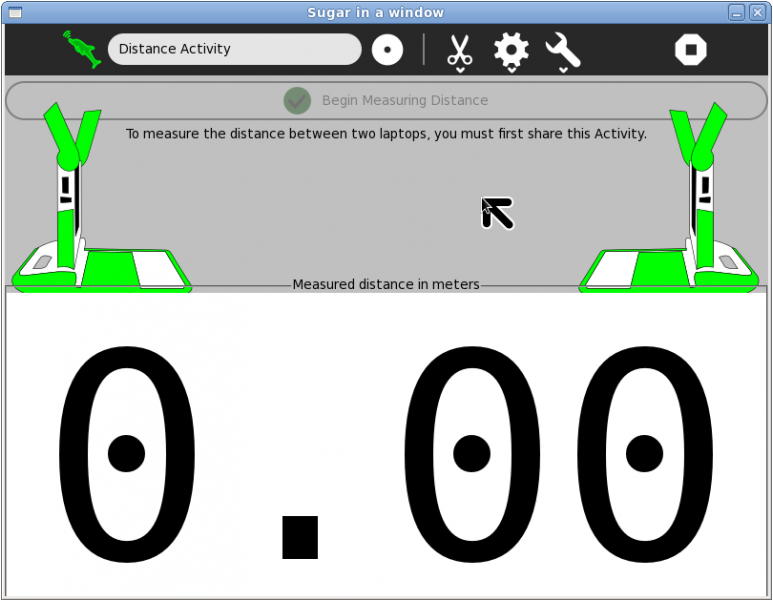 Sugar in a window
Distance Activity
Begin Measuring Distance
To measure the distance between two laptops, you must first share this Activity.
Measured distance in meters
0.00